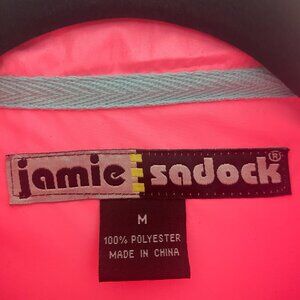 jamie sadock®
M
100% POLYESTER
MADE IN CHINA